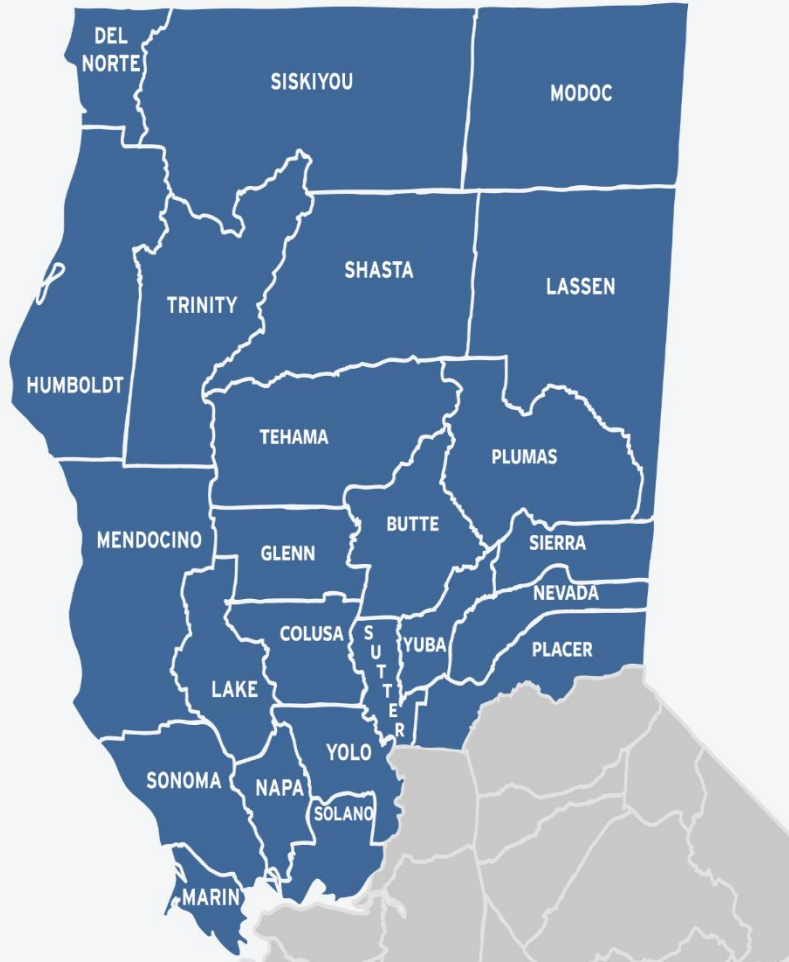 DEL
NORTE
SISKIYOU
MODOC
SHASTA
LASSEN
TRINITY
HUMBOLDT
TEHAMA
PLUMAS
MENDOCINO
GLENN
BUTTE
SIERRA
NEVADA
COLUSA
SUTTER
YUBA
PLACER
LAKE
YOLO
SONOMA
NAPA
SOLANO
MARIN